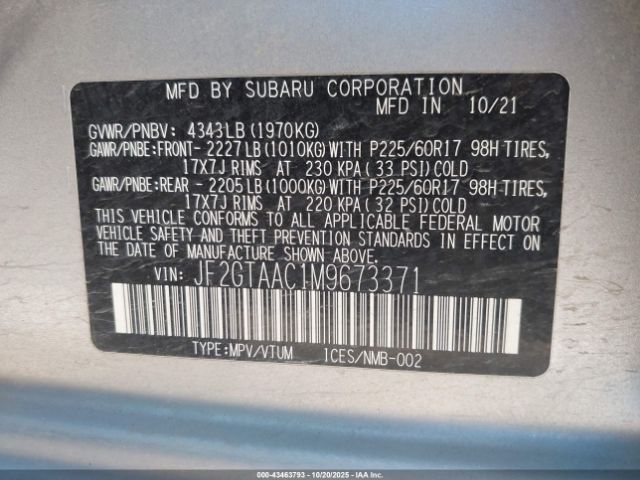 MFD BY SUBARU CORPORATION
MFD IN 10/21
GVWR/PNBV: 4343LB (1970KG)
GAWR/PNBE:FRONT- 2227LB (1010KG) WITH P225/60R17 98H TIRES,
17X7J RIMS AT 230 KPA ( 33 PSI) COLD
GAWR/PNBE:REAR - 2205LB (1000KG) WITH P225/60R17 98H TIRES,
17X7J RIMS AT 220 KPA ( 32 PSI) COLD
THIS VEHICLE CONFORMS TO ALL APPLICABLE FEDERAL MOTOR
VEHICLE SAFETY AND THEFT PREVENTION STANDARDS IN EFFECT ON
THE DATE OF MANUFACTURE SHOWN ABOVE.
VIN: JF2GTAAC1M9673371
TYPE:MPV/VTUM ICES/NMB-002
000-43463793 - 10/20/2025 - IAA Inc.